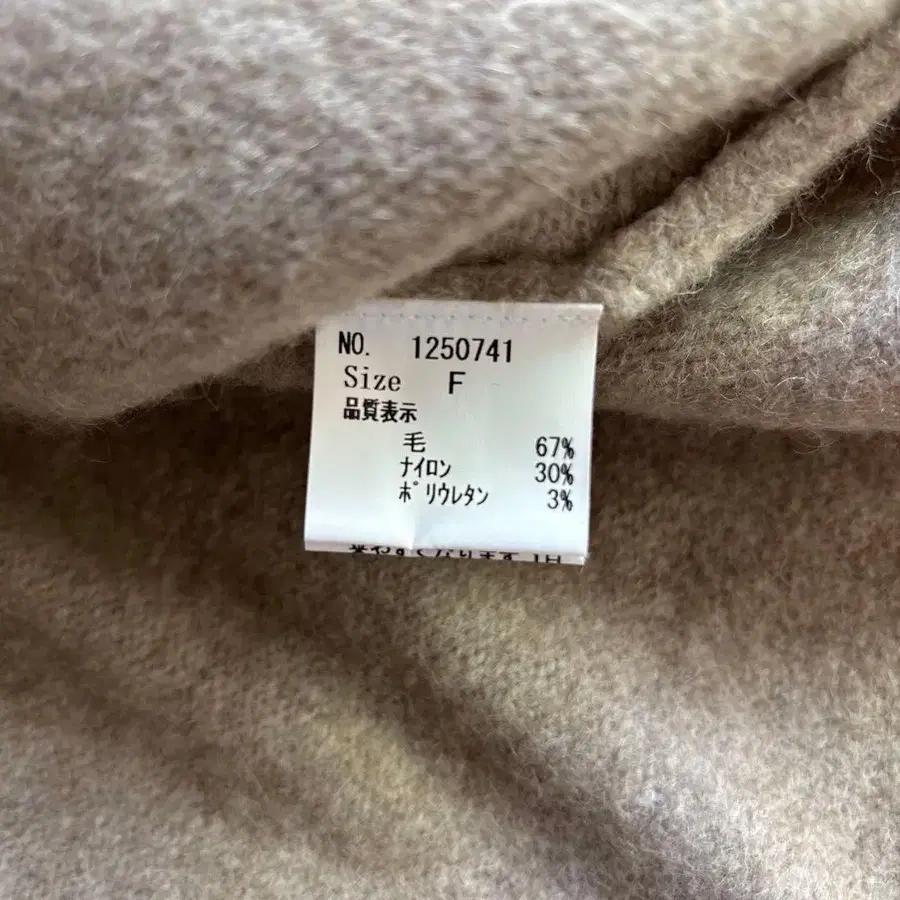 NO. 1250741
Size F
品質表示
毛 67%
ナイロン 30%
ポリウレタン 3%